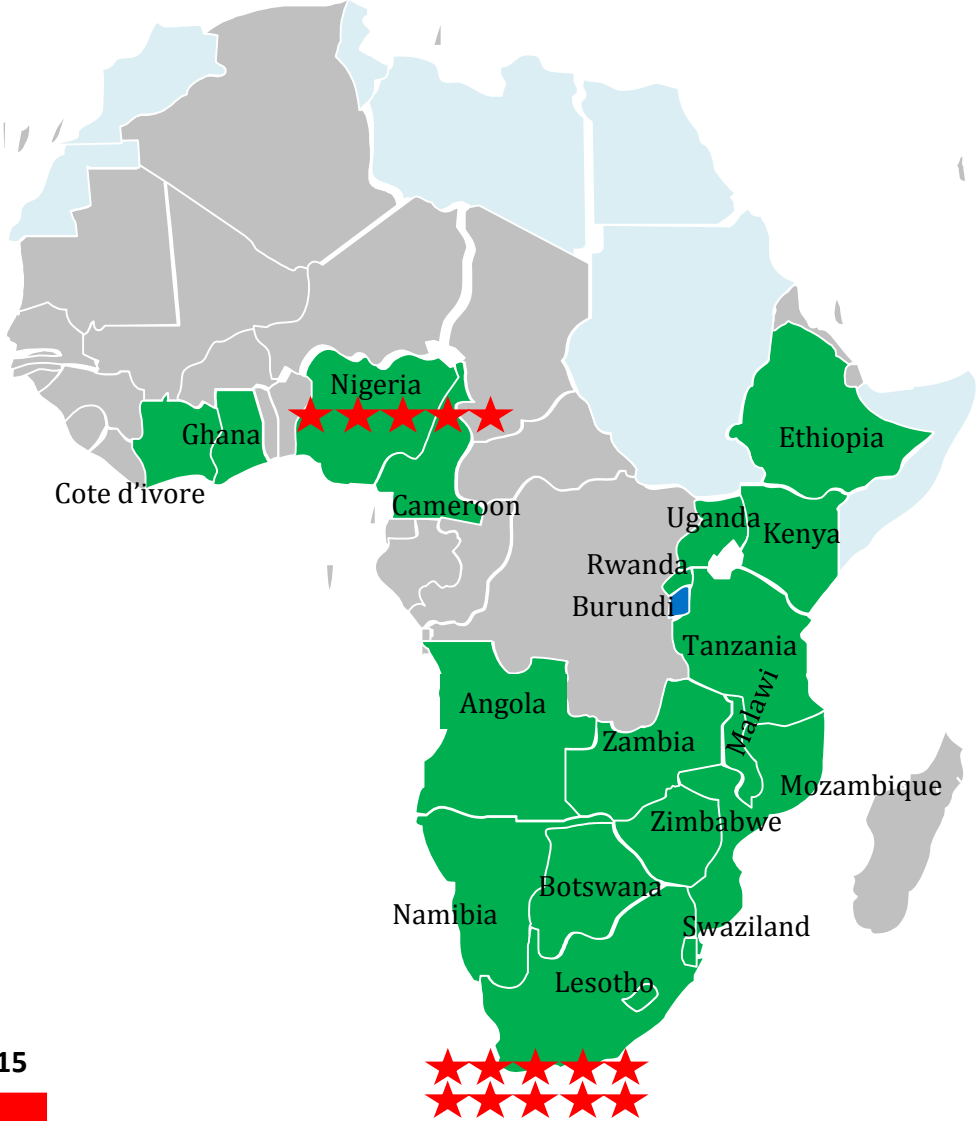 Nigeria
Ghana
Ethiopia
Cote d'ivore
Cameroon
Uganda
Kenya
Rwanda
Burundi
Tanzania
Malawi
Angola
Zambia
Mozambique
Zimbabwe
Botswana
Namibia
Swaziland
Lesotho
15